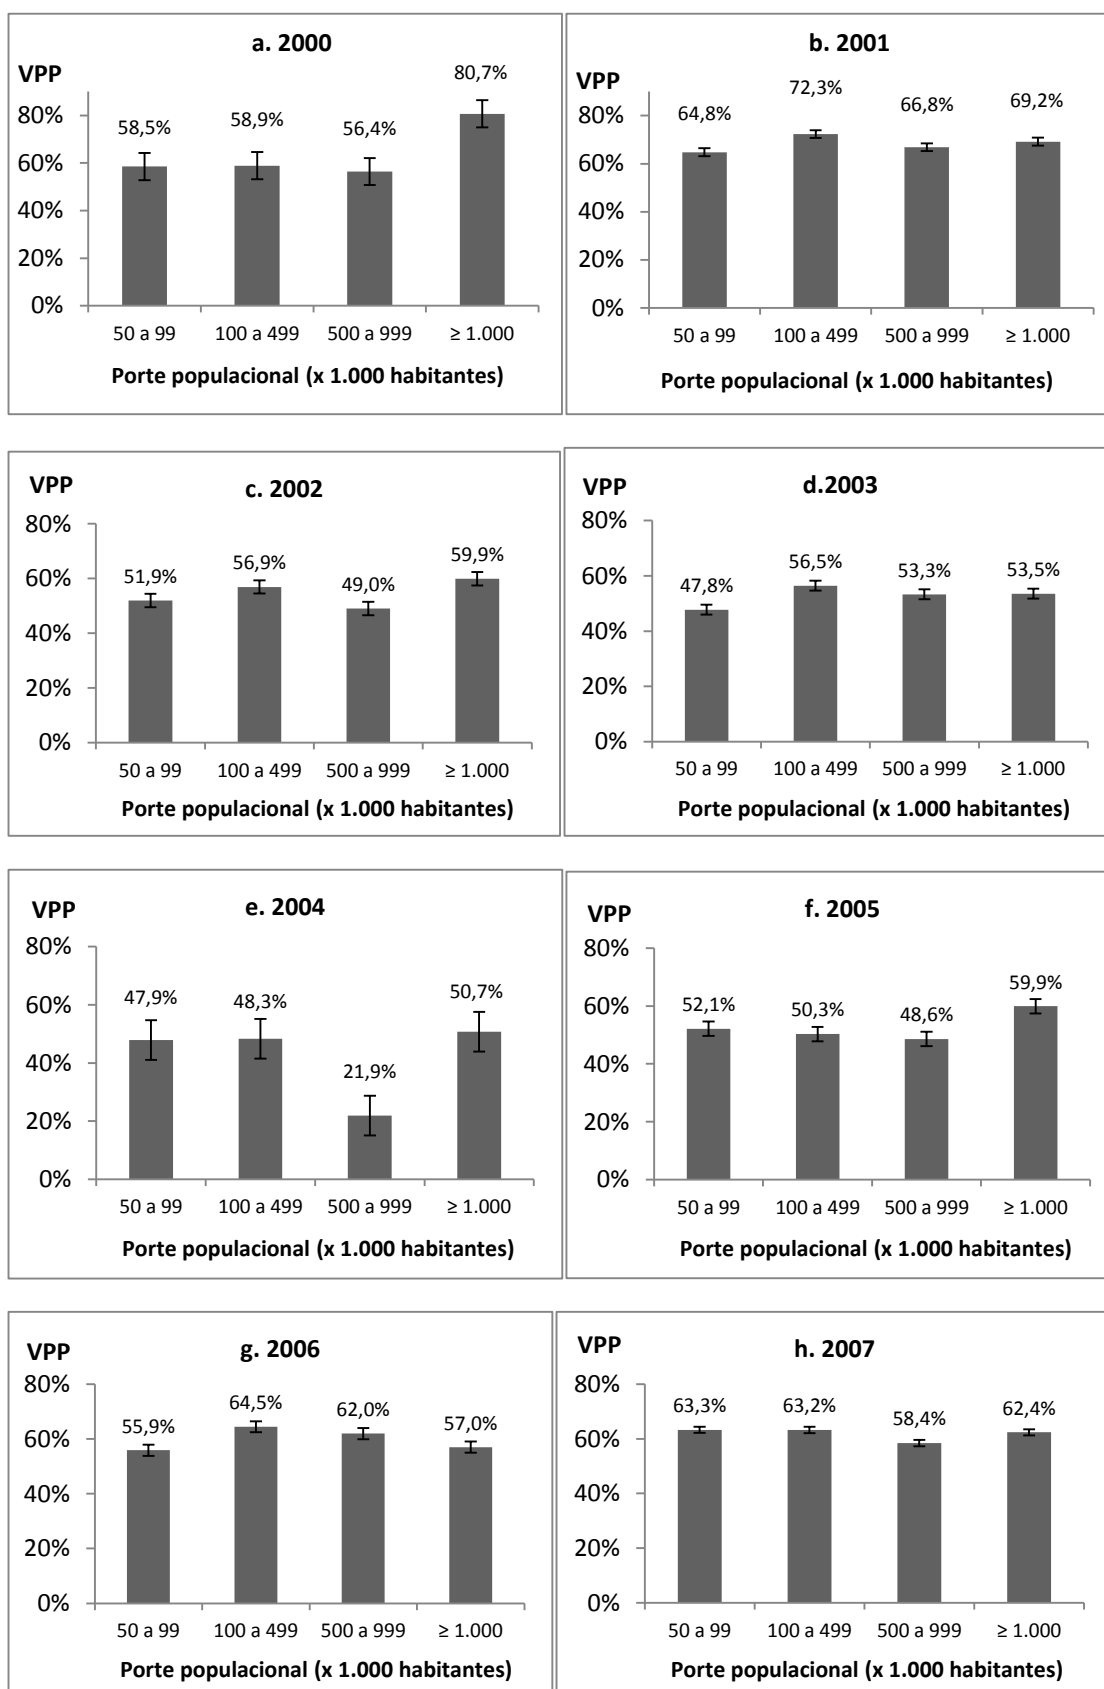 a. 2000
VPP
80,7%
58,5%
58,9%
56,4%
80%
60%
40%
20%
0%
50 a 99 100 a 499 500 a 999 ≥ 1.000
Porte populacional (x 1.000 habitantes)
b. 2001
VPP
64,8%
72,3%
66,8%
69,2%
80%
60%
40%
20%
0%
50 a 99 100 a 499 500 a 999 ≥ 1.000
Porte populacional (x 1.000 habitantes)
c. 2002
VPP
51,9%
56,9%
49,0%
59,9%
80%
60%
40%
20%
0%
50 a 99 100 a 499 500 a 999 ≥ 1.000
Porte populacional (x 1.000 habitantes)
d.2003
VPP
47,8%
56,5%
53,3%
53,5%
80%
60%
40%
20%
0%
50 a 99 100 a 499 500 a 999 ≥ 1.000
Porte populacional (x 1.000 habitantes)
e. 2004
VPP
47,9%
48,3%
21,9%
50,7%
80%
60%
40%
20%
0%
50 a 99 100 a 499 500 a 999 ≥ 1.000
Porte populacional (x 1.000 habitantes)
f. 2005
VPP
52,1%
50,3%
48,6%
59,9%
80%
60%
40%
20%
0%
50 a 99 100 a 499 500 a 999 ≥ 1.000
Porte populacional (x 1.000 habitantes)
g. 2006
VPP
55,9%
64,5%
62,0%
57,0%
80%
60%
40%
20%
0%
50 a 99 100 a 499 500 a 999 ≥ 1.000
Porte populacional (x 1.000 habitantes)
h. 2007
VPP
63,3%
63,2%
58,4%
62,4%
80%
60%
40%
20%
0%
50 a 99 100 a 499 500 a 999 ≥ 1.000
Porte populacional (x 1.000 habitantes)